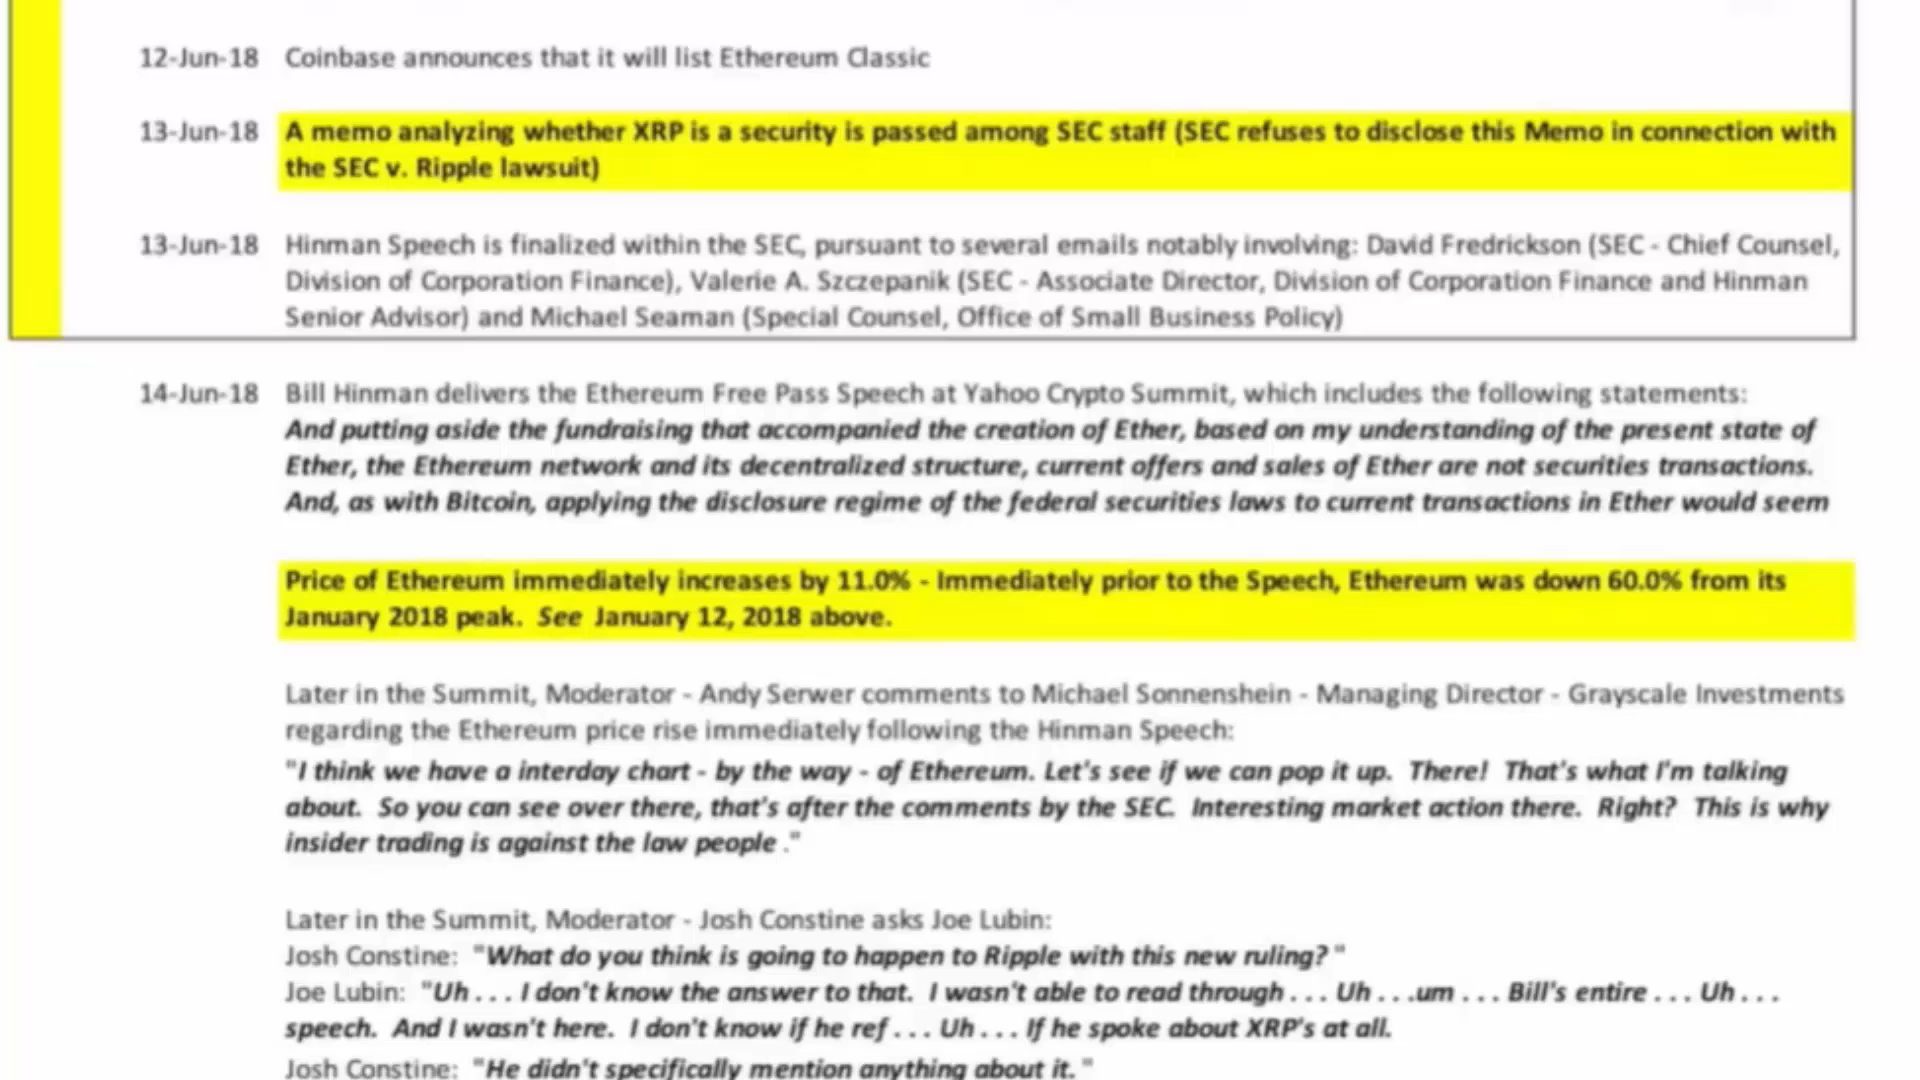 12-Jun-18 Coinbase announces that it will list Ethereum Classic
13-Jun-18 A memo analyzing whether XRP is a security is passed among SEC staff (SEC refuses to disclose this Memo in connection with
the SEC v. Ripple lawsuit)
13-Jun-18 Hinman Speech is finalized within the SEC, pursuant to several emails notably involving: David Fredrickson (SEC - Chief Counsel,
Division of Corporation Finance), Valerie A. Szczepanik (SEC - Associate Director, Division of Corporation Finance and Hinman
Senior Advisor) and Michael Seaman (Special Counsel, Office of Small Business Policy)
14-Jun-18 Bill Hinman delivers the Ethereum Free Pass Speech at Yahoo Crypto Summit, which includes the following statements:
And putting aside the fundraising that accompanied the creation of Ether, based on my understanding of the present state of
Ether, the Ethereum network and its decentralized structure, current offers and sales of Ether are not securities transactions.
And, as with Bitcoin, applying the disclosure regime of the federal securities laws to current transactions in Ether would seem
Price of Ethereum immediately increases by 11.0% - Immediately prior to the Speech, Ethereum was down 60.0% from its
January 2018 peak. See January 12, 2018 above.
Later in the Summit, Moderator - Andy Serwer comments to Michael Sonnenshein - Managing Director - Grayscale Investments
regarding the Ethereum price rise immediately following the Hinman Speech:
"I think we have a interday chart - by the way - of Ethereum. Let's see if we can pop it up. There! That's what I'm talking
about. So you can see over there, that's after the comments by the SEC. Interesting market action there. Right? This is why
insider trading is against the law people ."
Later in the Summit, Moderator - Josh Constine asks Joe Lubin:
Josh Constine: "What do you think is going to happen to Ripple with this new ruling? "
Joe Lubin: "Uh . . . I don't know the answer to that. I wasn't able to read through . . . Uh . . .um . . . Bill's entire . . . Uh . . .
speech. And I wasn't here. I don't know if he ref . . . Uh . . . If he spoke about XRP's at all.
Josh Constine: "He didn't specifically mention anything about it. "